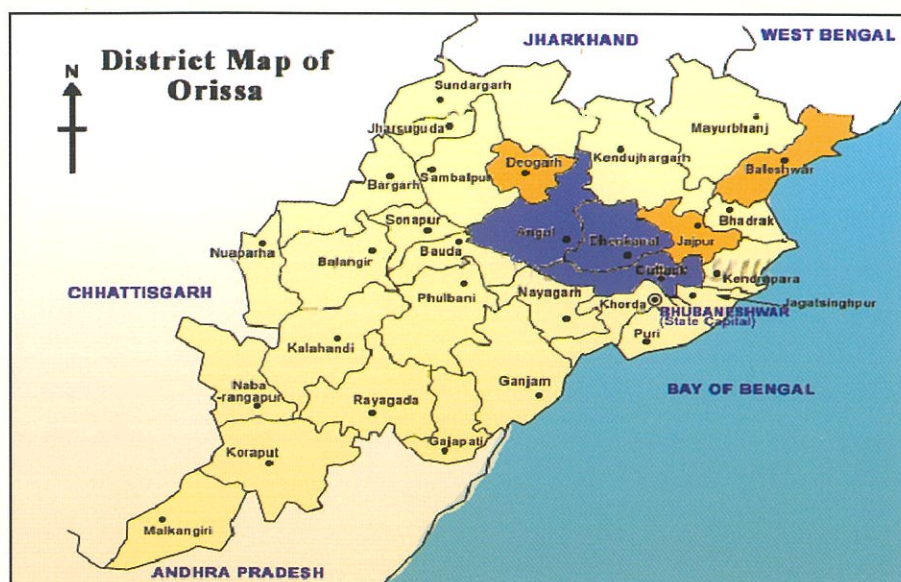 District Map of
Orissa
N
JHARKHAND
WEST BENGAL
Sundargarh
Jharsuguda
Mayurbhanj
Deogarh
Kendujhargarh
Baleshwar
Bargarh
Sambalpur
Sonapur
Bhadrak
Nuaparha
Balangir
Bauda
Angul
Dhenkanal
Jajpur
Cuttack
Kendrapara
CHHATTISGARH
Phulbani
Nayagarh
Khorda
Jagatsinghpur
BHUBANESHWAR
(State Capital)
Puri
Kalahandi
Naba
-rangapur
Rayagada
Ganjam
BAY OF BENGAL
Koraput
Gajapati
Malkangiri
ANDHRA PRADESH